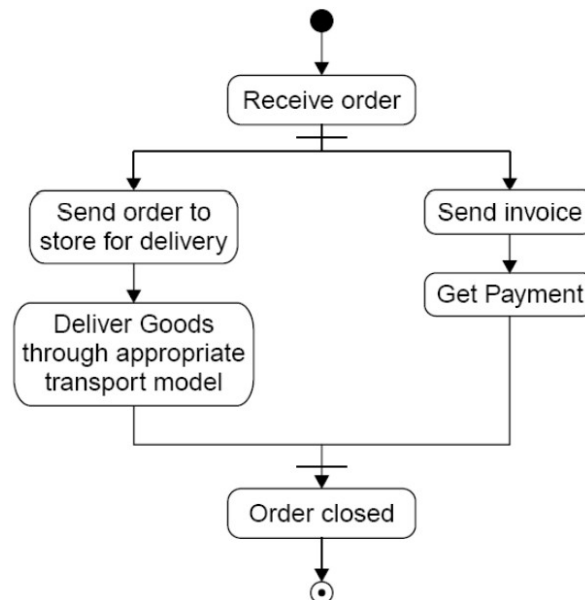 Receive order
Send order to
store for delivery
Send invoice
Get Payment
Deliver Goods
through appropriate
transport model
Order closed